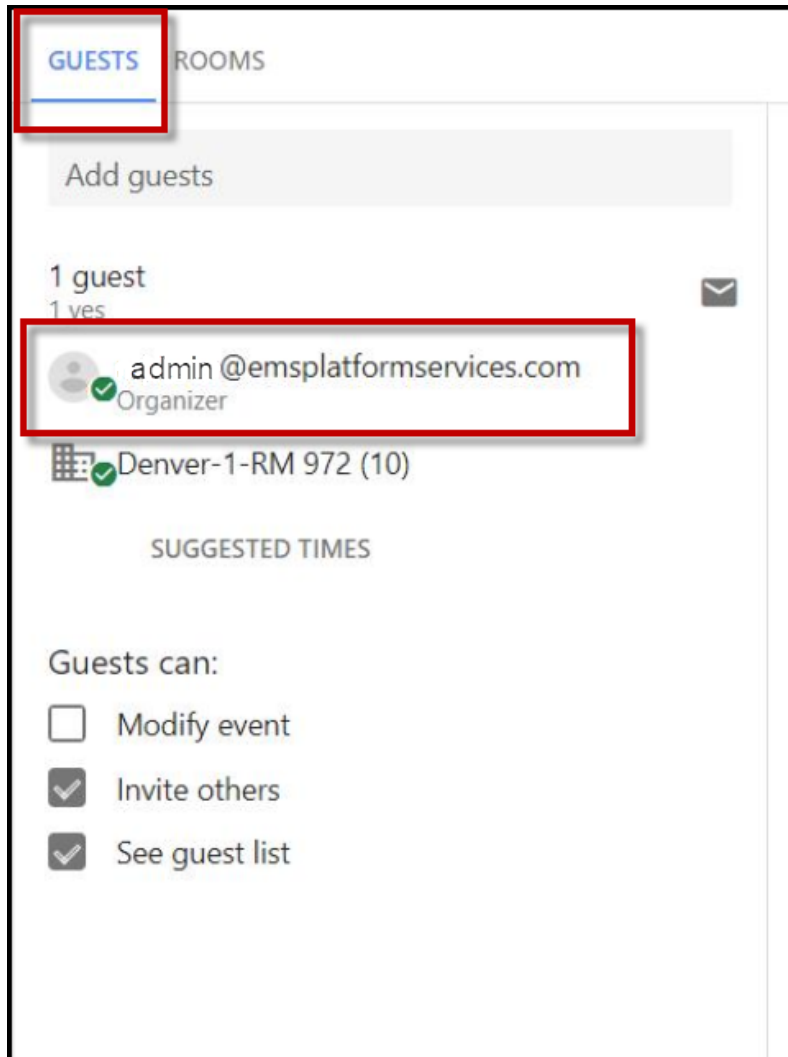 GUESTS ROOMS
Add guests
1 guest
1 yes
admin @emsplatformservices.com
Organizer
Denver-1-RM 972 (10)
SUGGESTED TIMES
Guests can:
Modify event
Invite others
See guest list